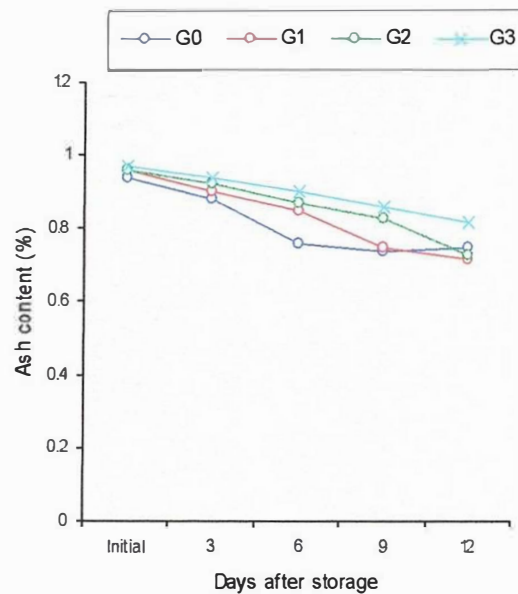 G0 G1 G2 G3
12
1
0.8
0.6
0.4
0.2
0
Ash content (%)
Initial 3 6 9 12
Days after storage